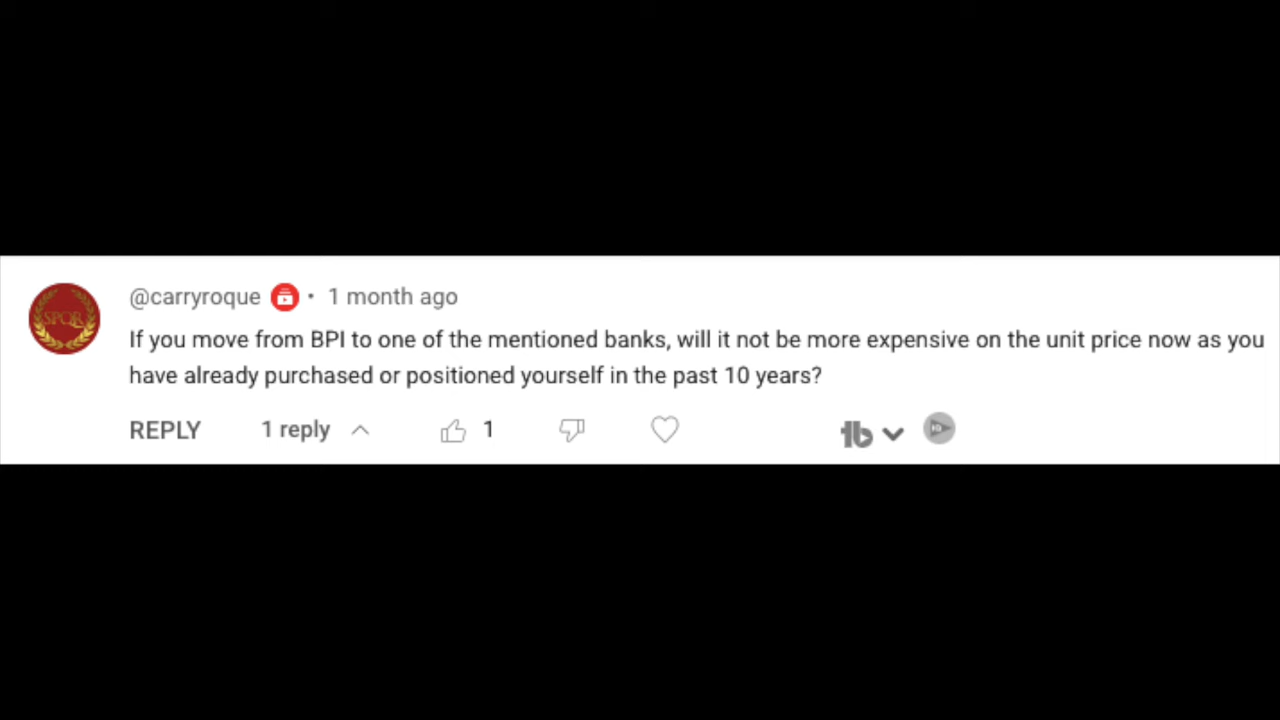 @carryroque • 1 month ago
If you move from BPI to one of the mentioned banks, will it not be more expensive on the unit price now as you
have already purchased or positioned yourself in the past 10 years?
REPLY 1 reply 1
SPQR